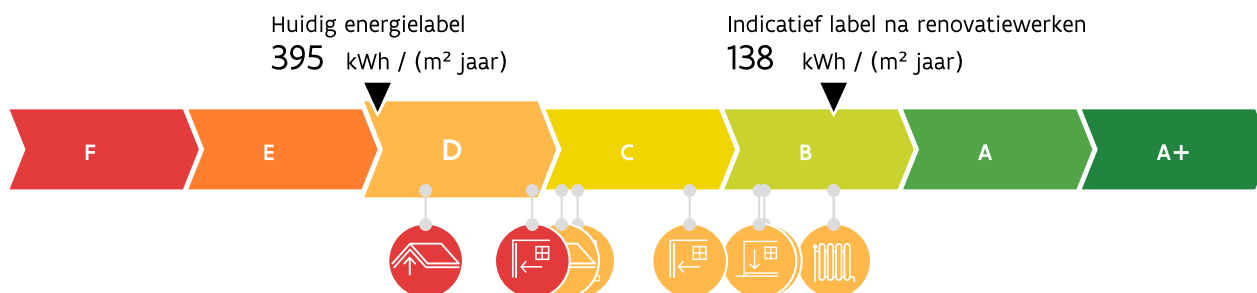 Huidig energielabel
395 kWh / (m² jaar)
Indicatief label na renovatiewerken
138 kWh / (m² jaar)
F E D C B A A+